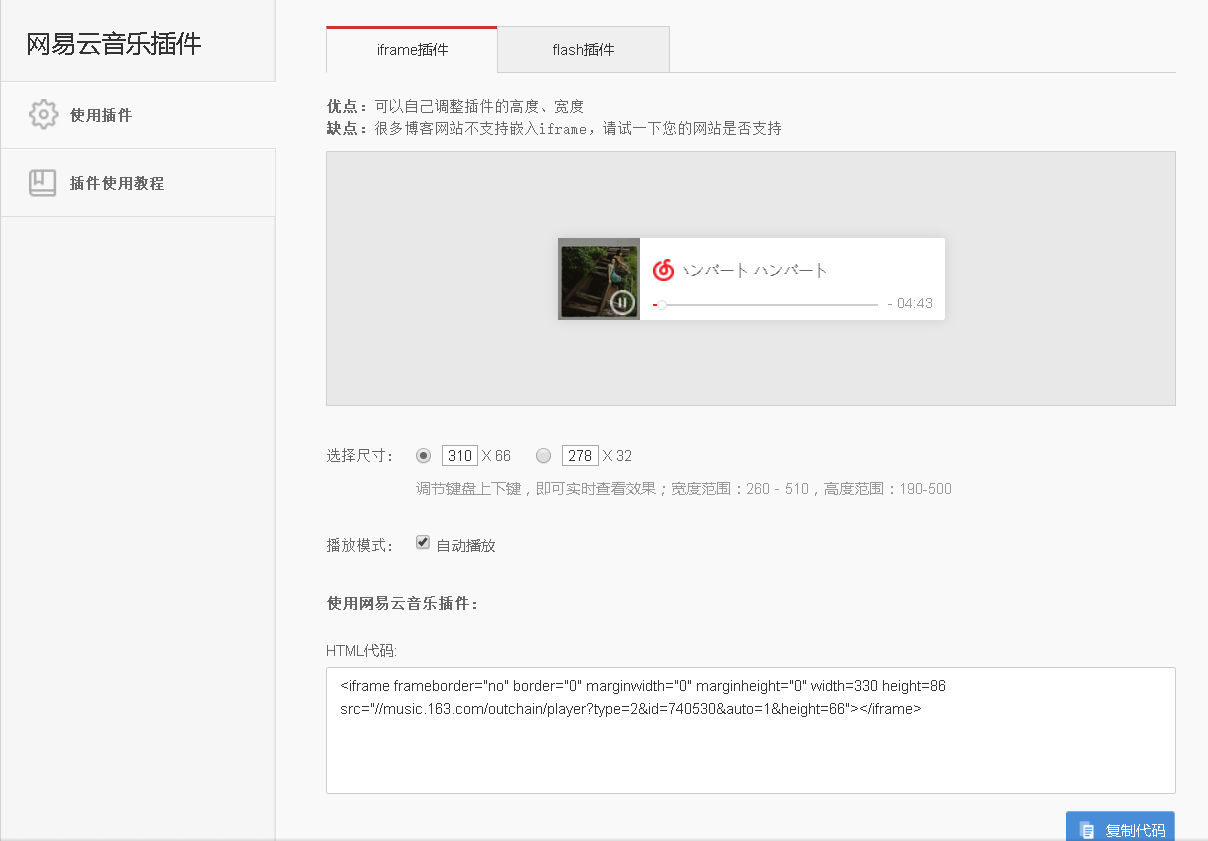 网易云音乐插件
使用插件
插件使用教程
iframe插件
flash插件
优点：可以自己调整插件的高度、宽度
缺点：很多博客网站不支持嵌入iframe，请试一下您的网站是否支持
ハンバート ハンバート
- 04:43
选择尺寸： 310 X 66 278 X 32
调节键盘上下键，即可实时查看效果；宽度范围：260 - 510，高度范围：190-500
播放模式： 自动播放
使用网易云音乐插件：
HTML代码:
<iframe frameborder="no" border="0" marginwidth="0" marginheight="0" width=330 height=86
src="//music.163.com/outchain/player?type=2&id=740530&auto=1&height=66"></iframe>
复制代码